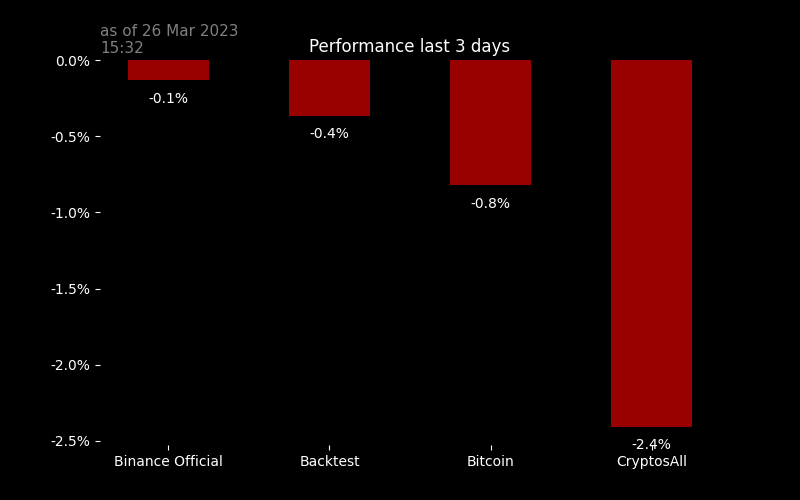 as of 26 Mar 2023
15:32
Performance last 3 days
0.0%
-0.5%
-1.0%
-1.5%
-2.0%
-2.5%
-0.1%
-0.4%
-0.8%
-2.4%
Binance Official
Backtest
Bitcoin
CryptosAll